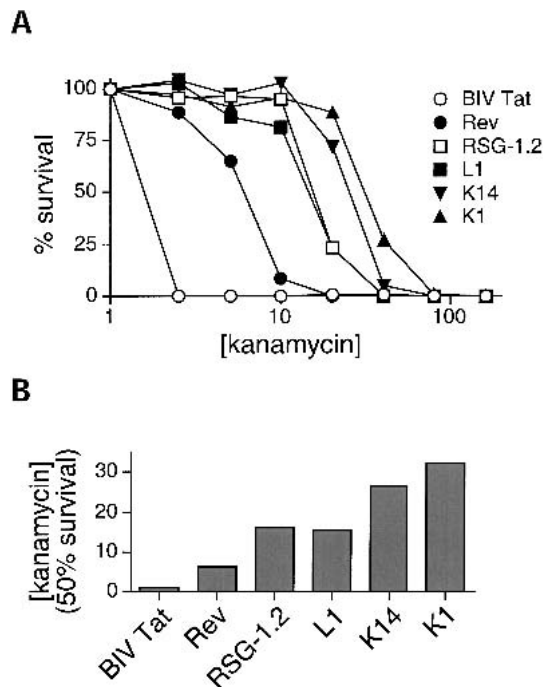 A
100
75
50
25
0
% survival
1
10
100
[kanamycin]
BIV Tat
Rev
RSG-1.2
L1
K14
K1
B
[kanamycin]
(50% survival)
30
20
10
0
BIV Tat
Rev
RSG-1.2
L1
K14
K1